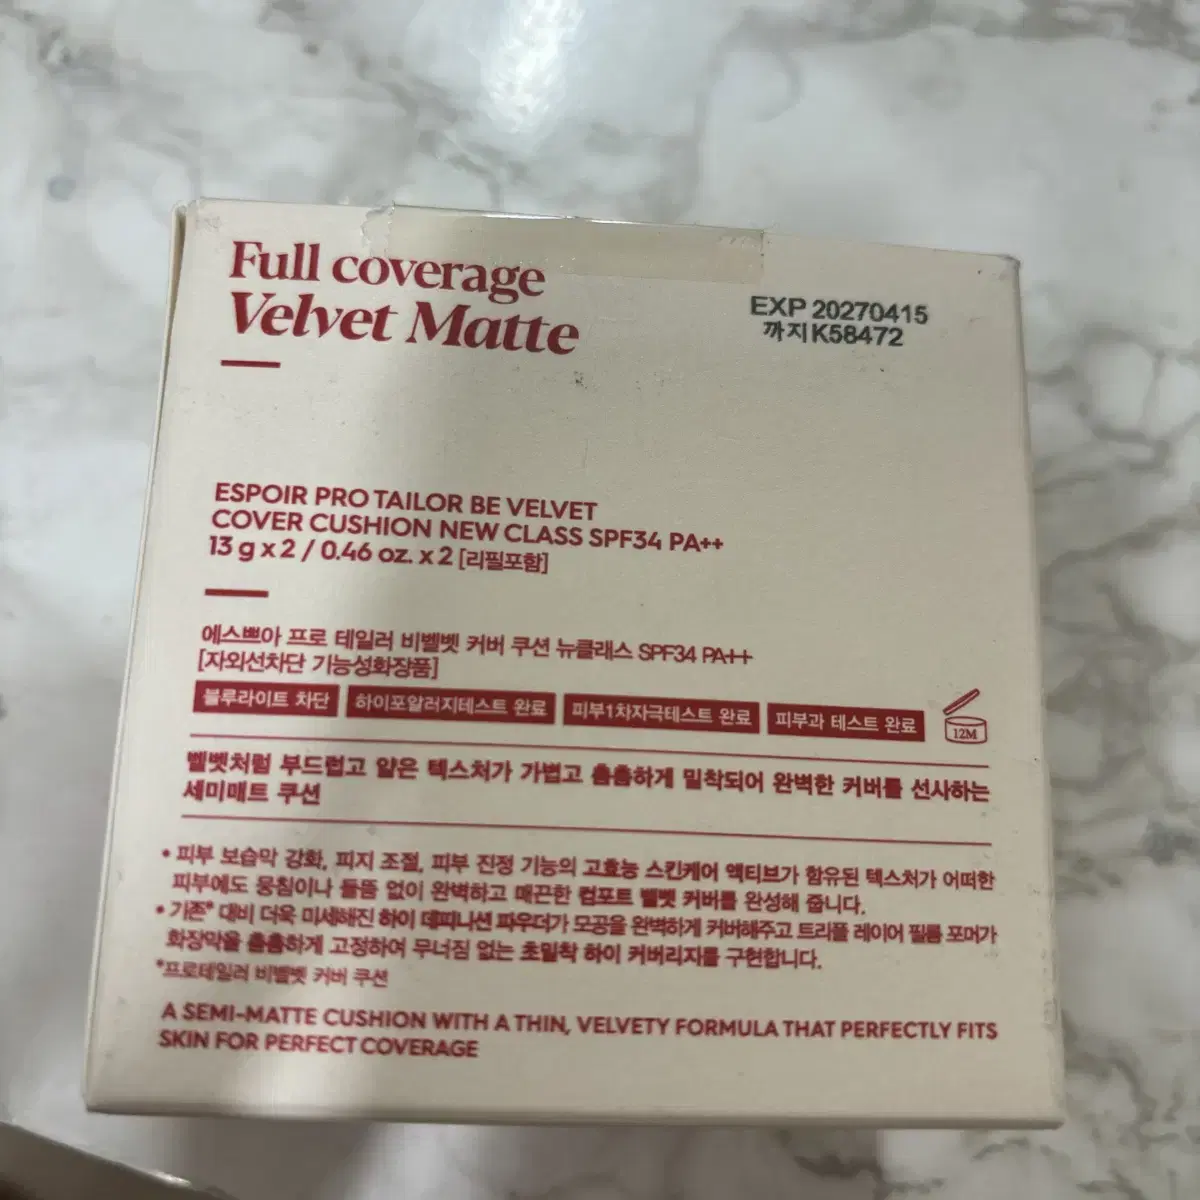 Full coverage
Velvet Matte
EXP 20270415
까지K58472
ESPOIR PRO TAILOR BE VELVET
COVER CUSHION NEW CLASS SPF34 PA++
13 g x 2 / 0.46 oz. x 2 [리필포함]
에스쁘아 프로 테일러 비벨벳 커버 쿠션 뉴클래스 SPF34 PA++
[자외선차단 기능성화장품]
블루라이트 차단 하이포알러지테스트 완료 피부1차자극테스트 완료 피부과 테스트 완료 12M
벨벳처럼 부드럽고 얇은 텍스처가 가볍고 촘촘하게 밀착되어 완벽한 커버를 선사하는
세미매트 쿠션
• 피부 보습막 강화, 피지 조절, 피부 진정 기능의 고효능 스킨케어 액티브가 함유된 텍스처가 어떠한
피부에도 뭉침이나 들뜸 없이 완벽하고 매끈한 컴포트 벨벳 커버를 완성해 줍니다.
• 기존* 대비 더욱 미세해진 하이 데피니션 파우더가 모공을 완벽하게 커버해주고 트리플 레이어 필름 포머가
화장막을 촘촘하게 고정하여 무너짐 없는 초밀착 하이 커버리지를 구현합니다.
*프로테일러 비벨벳 커버 쿠션
A SEMI-MATTE CUSHION WITH A THIN, VELVETY FORMULA THAT PERFECTLY FITS
SKIN FOR PERFECT COVERAGE